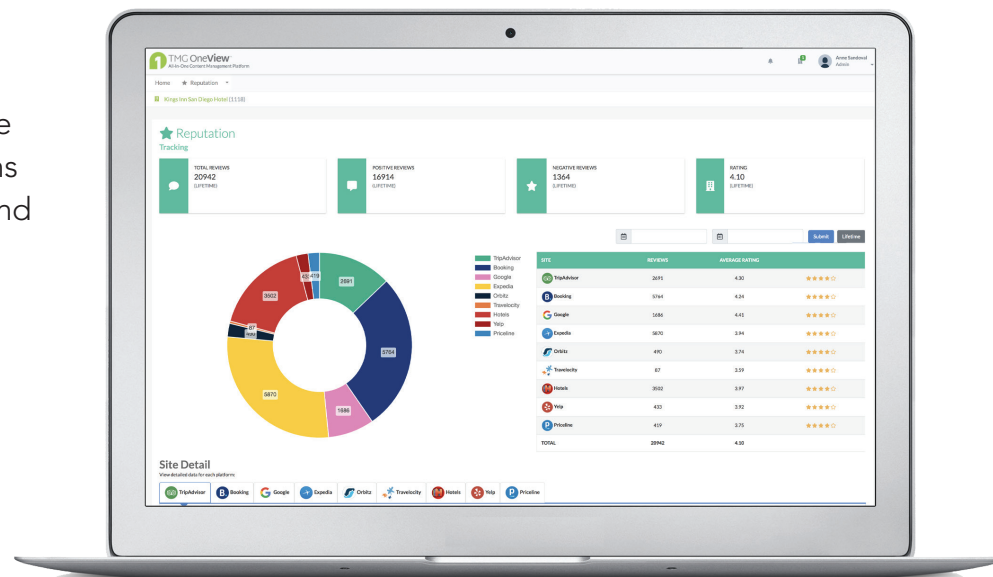 e
ns
nd
TMG OneView
All-In-One Content Management Platform
5
Anna Sandoval
Admin
Home Reputation
Kings Inn San Diego Hotel (1118)
Reputation
Tracking
TOTAL REVIEWS
20942
(LIFETIME)
POSITIVE REVIEWS
16914
(LIFETIME)
NEGATIVE REVIEWS
1364
(LIFETIME)
RATING
4.10
(LIFETIME)
Submit Lifetime
433 419
2691
3502
87
490
5764
5870
1686
TripAdvisor
Booking
Google
Expedia
Orbitz
Travelocity
Hotels
Yelp
Priceline
SITE REVIEWS AVERAGE RATING
TripAdvisor 2691 4.30
Booking 5764 4.24
Google 1686 4.41
Expedia 5870 3.94
Orbitz 490 3.74
Travelocity 87 3.59
Hotels 3502 3.97
Yelp 433 3.92
Priceline 419 3.75
TOTAL 20942 4.10
Site Detail
View detailed data for each platform
TripAdvisor Booking Google Expedia Orbitz Travelocity Hotels Yelp Priceline